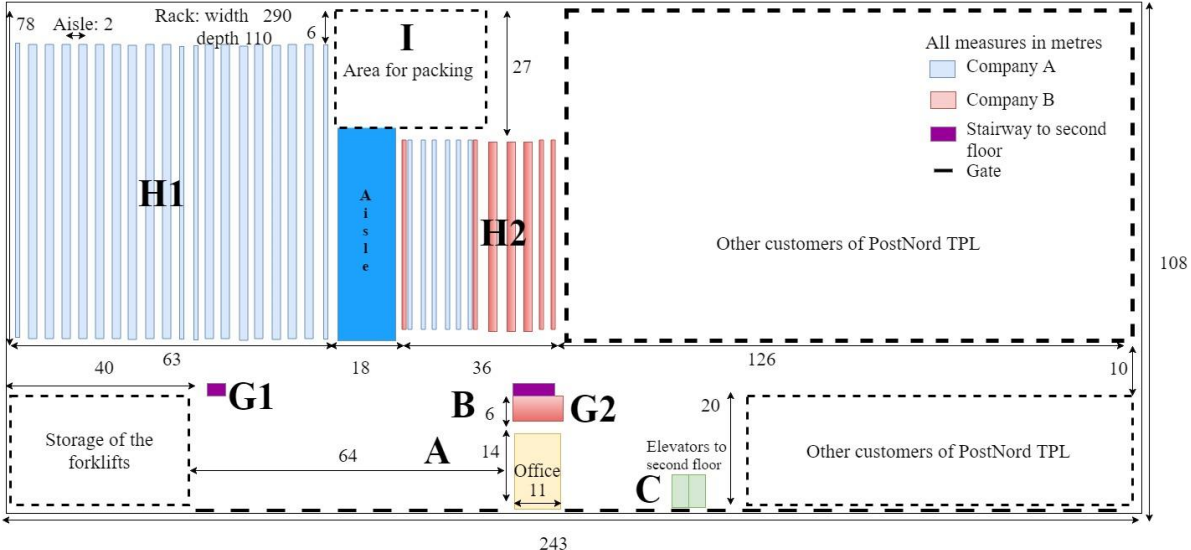 78
Aisle: 2
Rack: width 290
depth 110
6
I
Area for packing
27
All measures in metres
Company A
Company B
Stairway to second
floor
Gate
H1
Aisle
H2
Other customers of PostNord TPL
108
63
18
36
126
10
40
G1
B
6
G2
20
Storage of the
forklifts
64
A
14
Office
11
Elevators to
second floor
C
Other customers of PostNord TPL
243